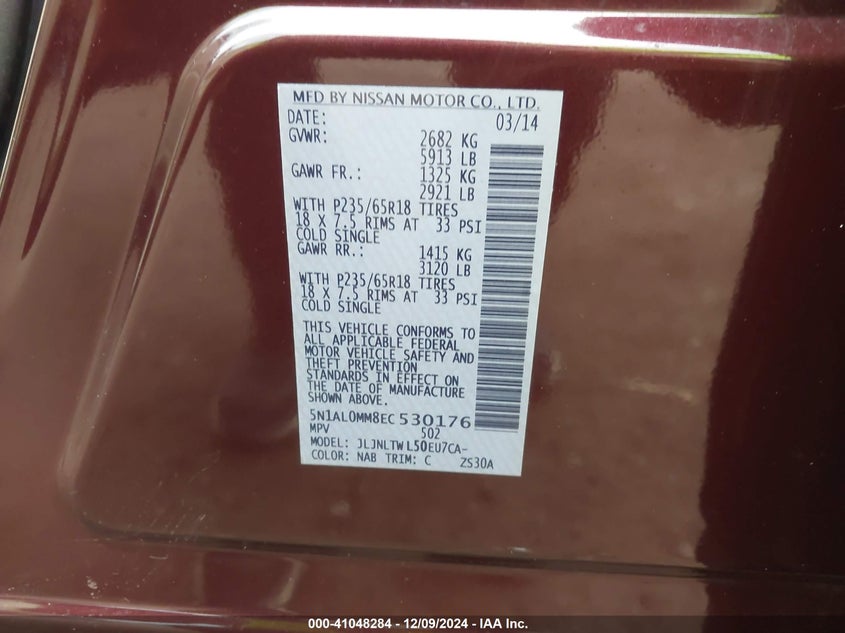 MFD BY NISSAN MOTOR CO., LTD.
DATE: 03/14
GVWR: 2682 KG
5913 LB
GAWR FR.: 1325 KG
2921 LB
WITH P235/65R18 TIRES
18 X 7.5 RIMS AT 33 PSI
COLD SINGLE
GAWR RR.: 1415 KG
3120 LB
WITH P235/65R18 TIRES
18 X 7.5 RIMS AT 33 PSI
COLD SINGLE
THIS VEHICLE CONFORMS TO
ALL APPLICABLE FEDERAL
MOTOR VEHICLE SAFETY AND
THEFT PREVENTION
STANDARDS IN EFFECT ON
THE DATE OF MANUFACTURE
SHOWN ABOVE.
5N1AL0MM8EC530176
MPV 502
MODEL: JLJNLTWL50EU7CA-
COLOR: NAB TRIM: C ZS30A
000-41048284 - 12/09/2024 - IAA Inc.